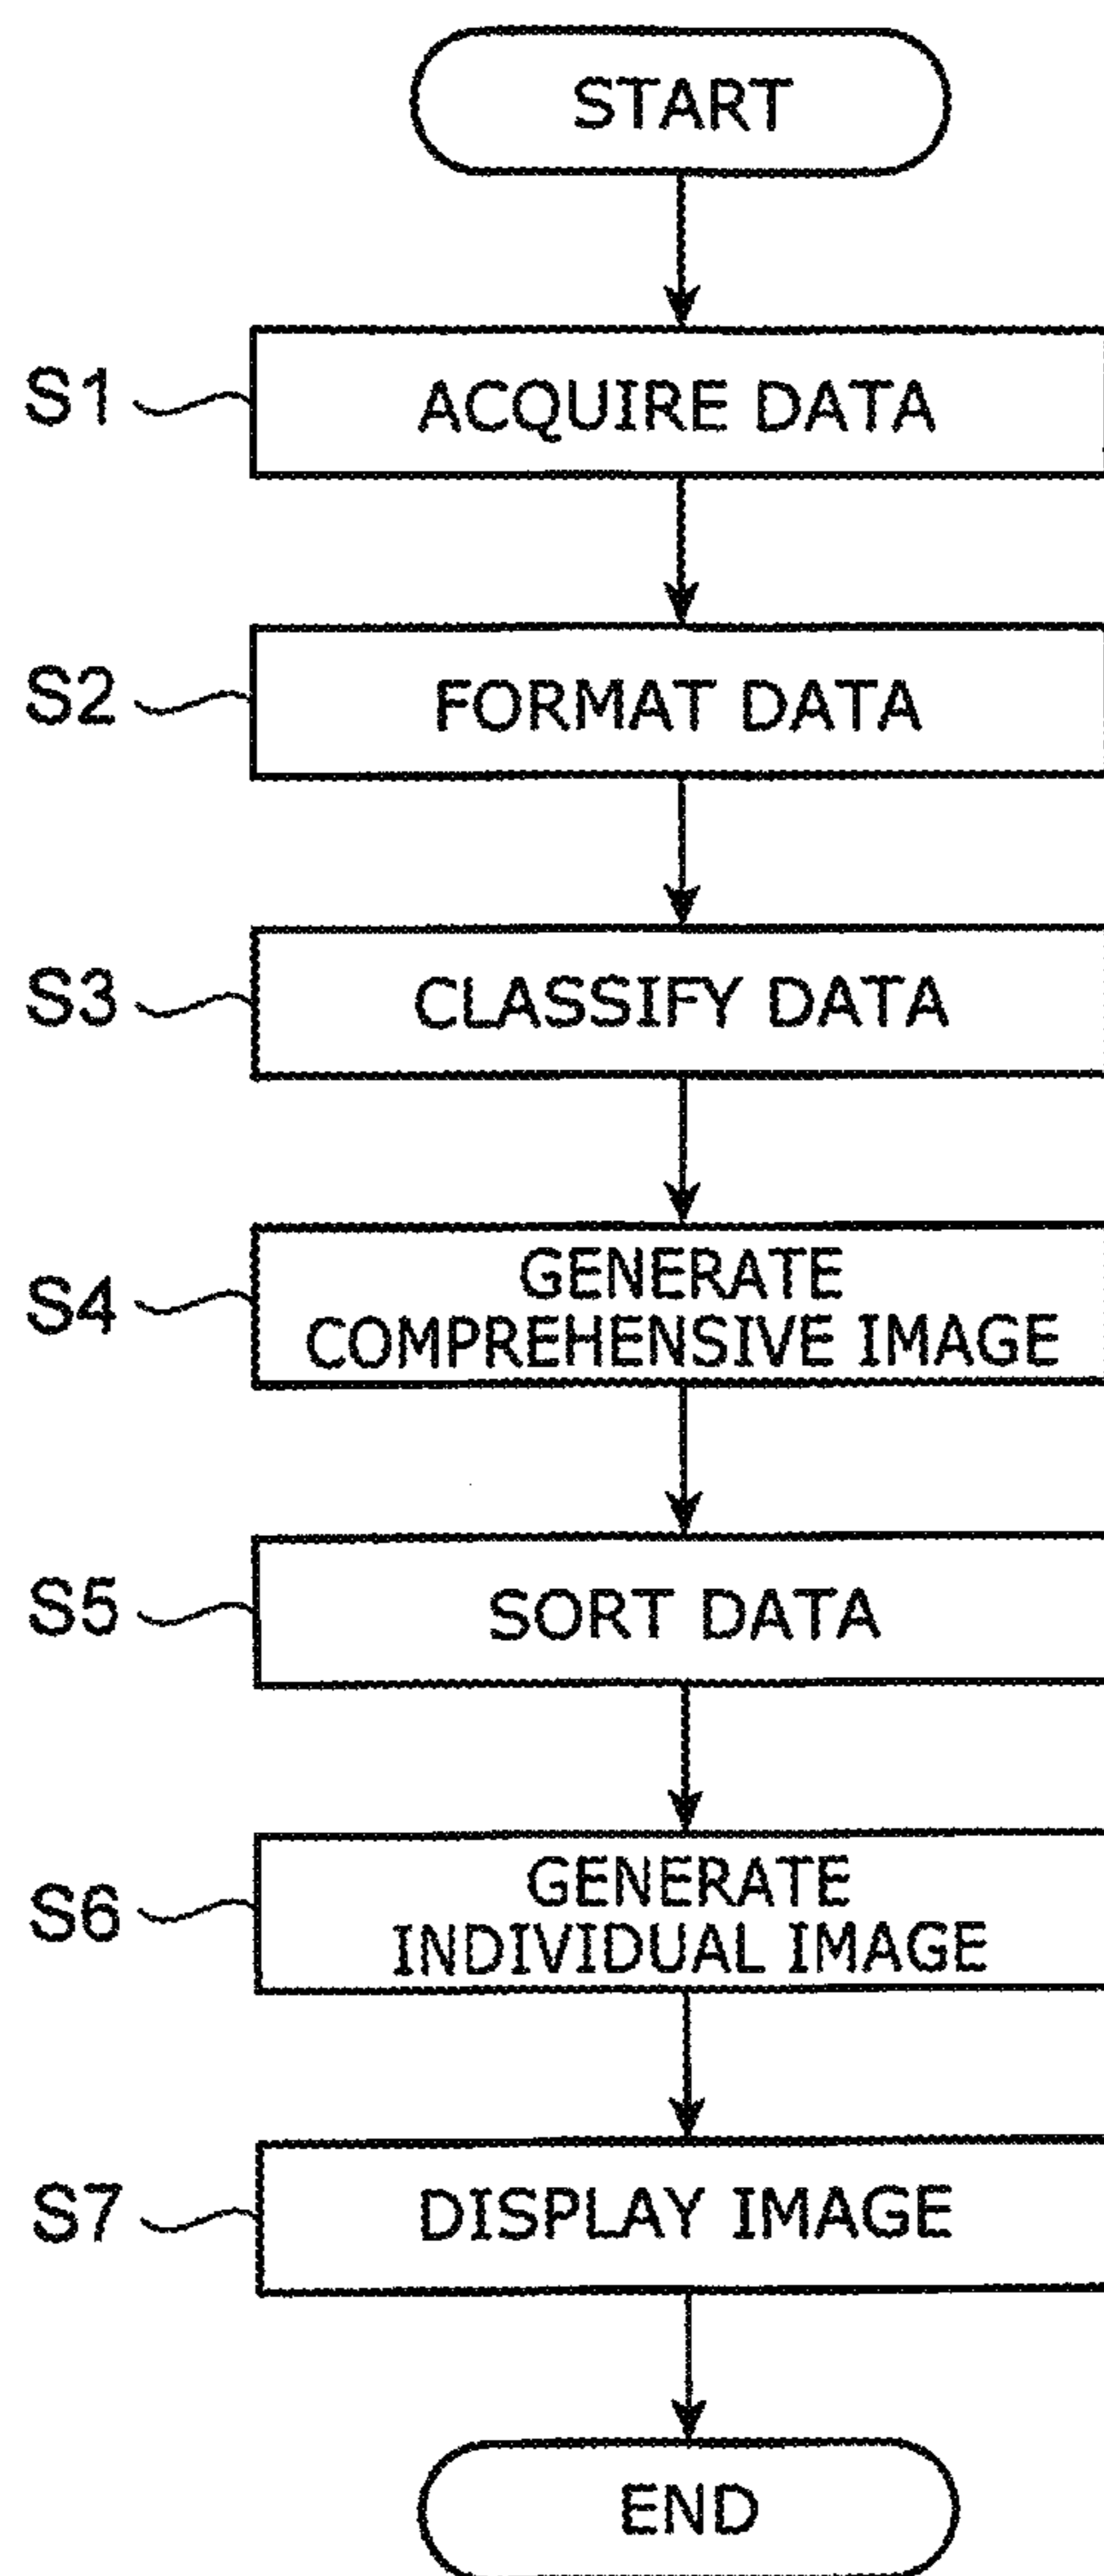 START
S1 ACQUIRE DATA
S2 FORMAT DATA
S3 CLASSIFY DATA
S4 GENERATE
COMPREHENSIVE IMAGE
S5 SORT DATA
S6 GENERATE
INDIVIDUAL IMAGE
S7 DISPLAY IMAGE
END